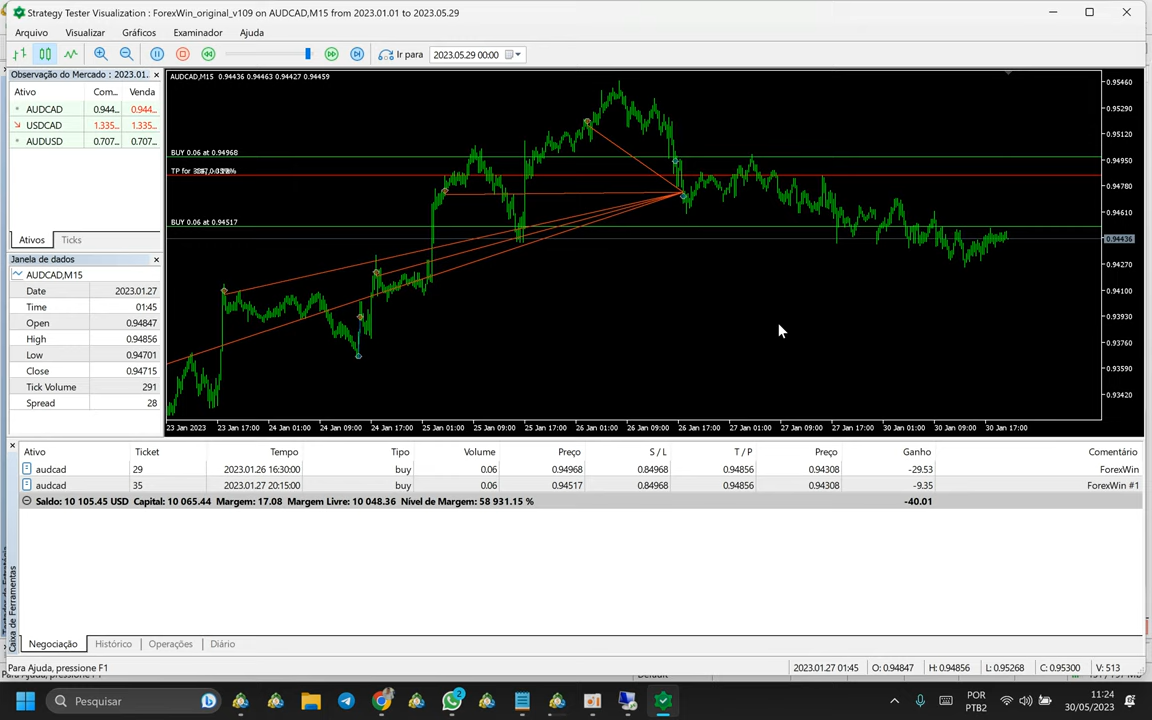 Strategy Tester Visualization : ForexWin_original_v109 on AUDCAD,M15 from 2023.01.01 to 2023.05.29
Arquivo Visualizar Gráficos Examinador Ajuda
Ir para 2023.05.29 00:00
Observação do Mercado : 2023.01.
Ativo Com... Venda
AUDCAD 0.944... 0.944...
USDCAD 1.335... 1.335...
AUDUSD 0.707... 0.707...
Ativos Ticks
Janela de dados
AUDCAD,M15
Date 2023.01.27
Time 01:45
Open 0.94847
High 0.94856
Low 0.94701
Close 0.94715
Tick Volume 291
Spread 28
AUDCAD,M15 0.94436 0.94463 0.94427 0.94459
BUY 0.06 at 0.94968
TP for
BUY 0.06 at 0.94517
0.95460
0.95290
0.95120
0.94950
0.94780
0.94610
0.94436
0.94270
0.94100
0.93930
0.93760
0.93590
0.93420
23 Jan 2023 23 Jan 17:00 24 Jan 01:00 24 Jan 09:00 24 Jan 17:00 25 Jan 01:00 25 Jan 09:00 25 Jan 17:00 26 Jan 01:00 26 Jan 09:00 26 Jan 17:00 27 Jan 01:00 27 Jan 09:00 27 Jan 17:00 30 Jan 01:00 30 Jan 09:00 30 Jan 17:00
Ativo Ticket Tempo Tipo Volume Preço S / L T / P Preço Ganho Comentário
audcad 29 2023.01.26 16:30:00 buy 0.06 0.94968 0.84968 0.94856 0.94308 -29.53 ForexWin
audcad 35 2023.01.27 20:15:00 buy 0.06 0.94517 0.84968 0.94856 0.94308 -9.35 ForexWin #1
Saldo: 10 105.45 USD Capital: 10 065.44 Margem: 17.08 Margem Livre: 10 048.36 Nível de Margem: 58 931.15 % -40.01
Caixa de Ferramentas
Negociação Histórico Operações Diário
Para Ajuda, pressione F1 2023.01.27 01:45 O: 0.94847 H: 0.94856 L: 0.95268 C: 0.95300 V: 513
Para Ajuda, pressione F1 Default
Pesquisar
2
POR
PTB2
11:24
30/05/2023